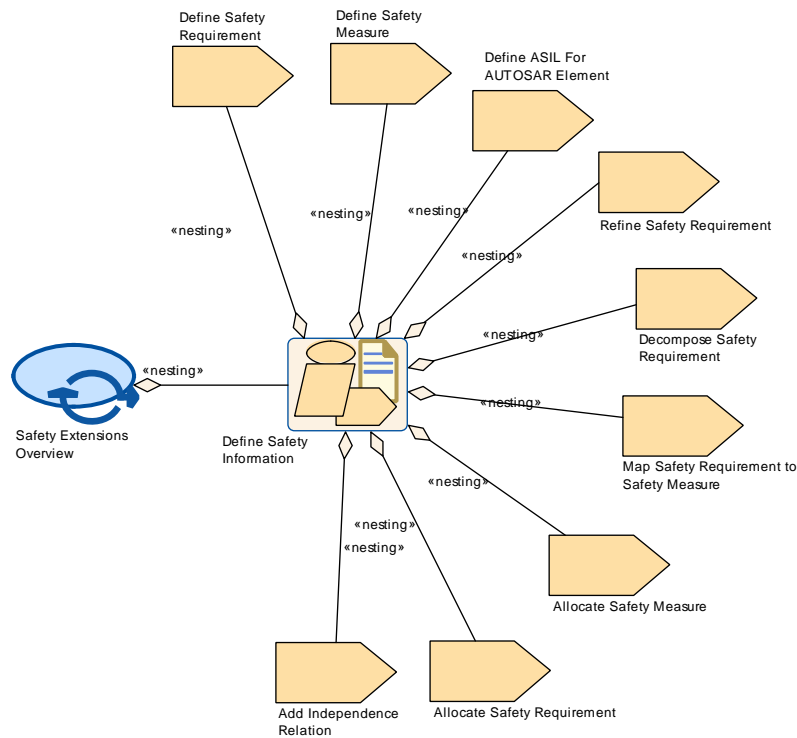 Define Safety
Requirement
Define Safety
Measure
Define ASIL For
AUTOSAR Element
Refine Safety Requirement
«nesting»
«nesting»
«nesting»
«nesting»
Decompose Safety
Requirement
«nesting»
«nesting»
Safety Extensions
Overview
Define Safety
Information
«nesting»
Map Safety Requirement to
Safety Measure
«nesting»
«nesting»
«nesting»
Allocate Safety Measure
Add Independence
Relation
Allocate Safety Requirement